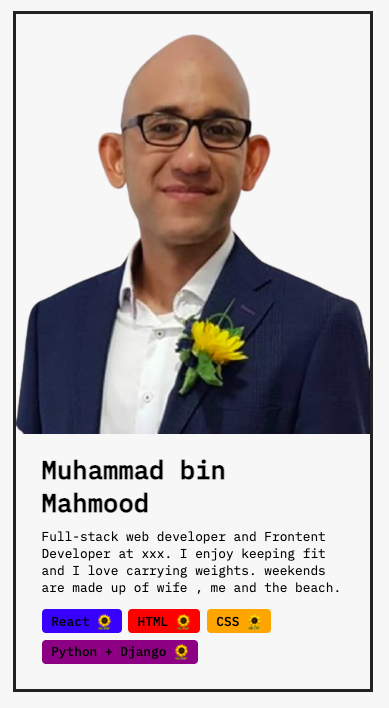 Muhammad bin
Mahmood
Full-stack web developer and Frontent
Developer at xxx. I enjoy keeping fit
and I love carrying weights. weekends
are made up of wife , me and the beach.
React 🌻 HTML 🌻 CSS 🌻
Python + Django 🌻